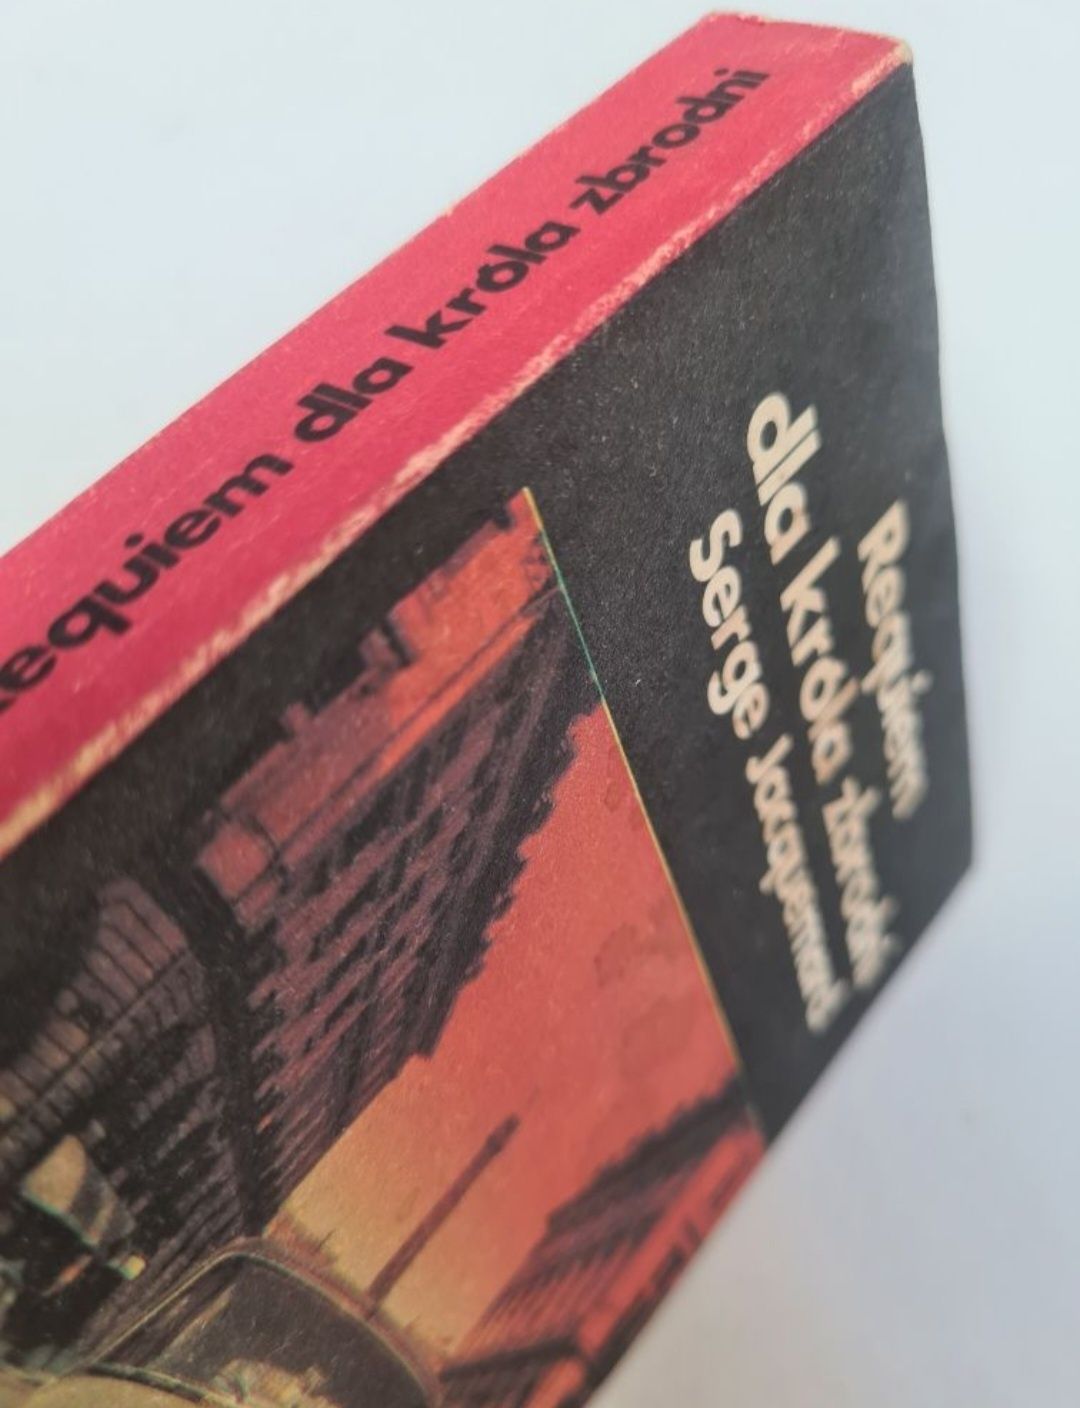 Requiem dla króla zbrodni
Requiem
dla króla zbrodni
Serge Jacquemard